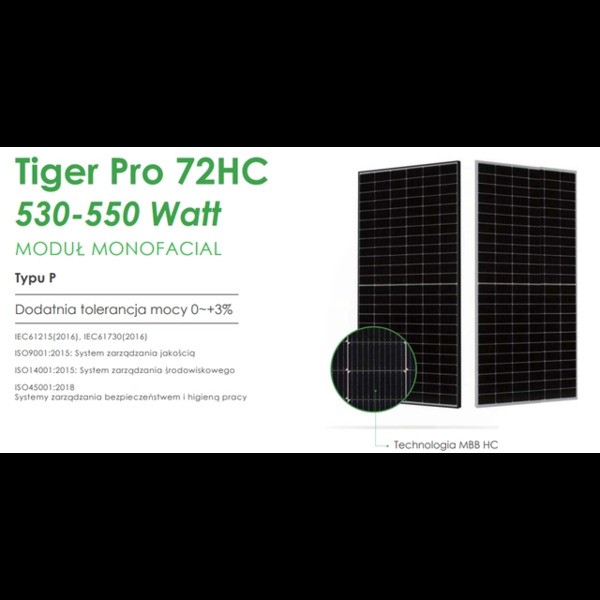 Tiger Pro 72HC
530-550 Watt
MODUŁ MONOFACIAL
Typu P
Dodatnia tolerancja mocy 0~+3%
IEC61215(2016), IEC61730(2016)
ISO9001:2015: System zarządzania jakością
ISO14001:2015: System zarządzania środowiskowego
ISO45001:2018
Systemy zarządzania bezpieczeństwem i higieną pracy
Technologia MBB HC